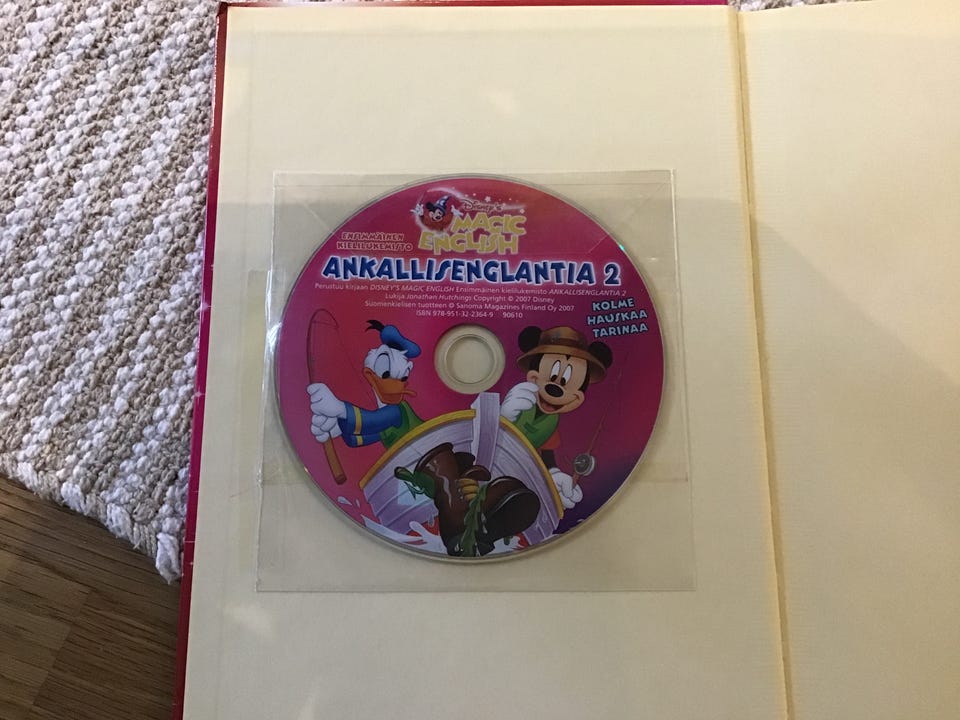 Disney's
MAGIC
ENGLISH
ENSIMMÄINEN
KIELILUKEMISTO
ANKALLISENGLANTIA 2
Perustuu kirjaan DISNEY'S MAGIC ENGLISH Ensimmäinen kielilukemisto ANKALLISENGLANTIA 2
Lukija Jonathan Hutchings Copyright © 2007 Disney
Suomenkielisen tuotteen © Sanoma Magazines Finland Oy 2007
ISBN 978-951-32-2364-9 90610
KOLME
HAUSKAA
TARINAA